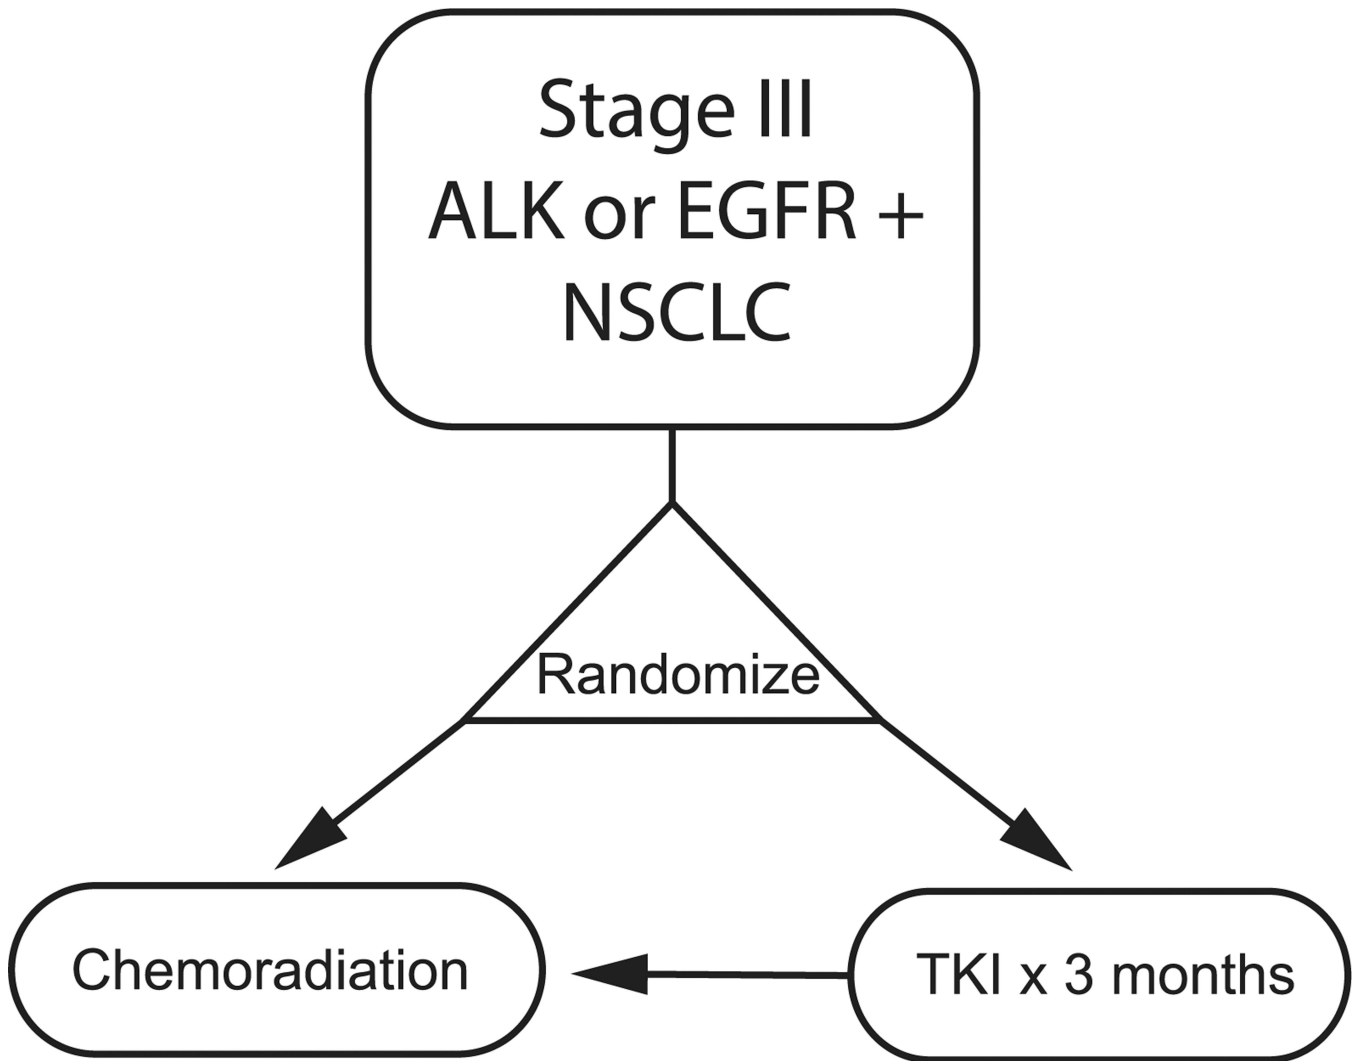 Stage III
ALK or EGFR +
NSCLC
Randomize
Chemoradiation
TKI x 3 months